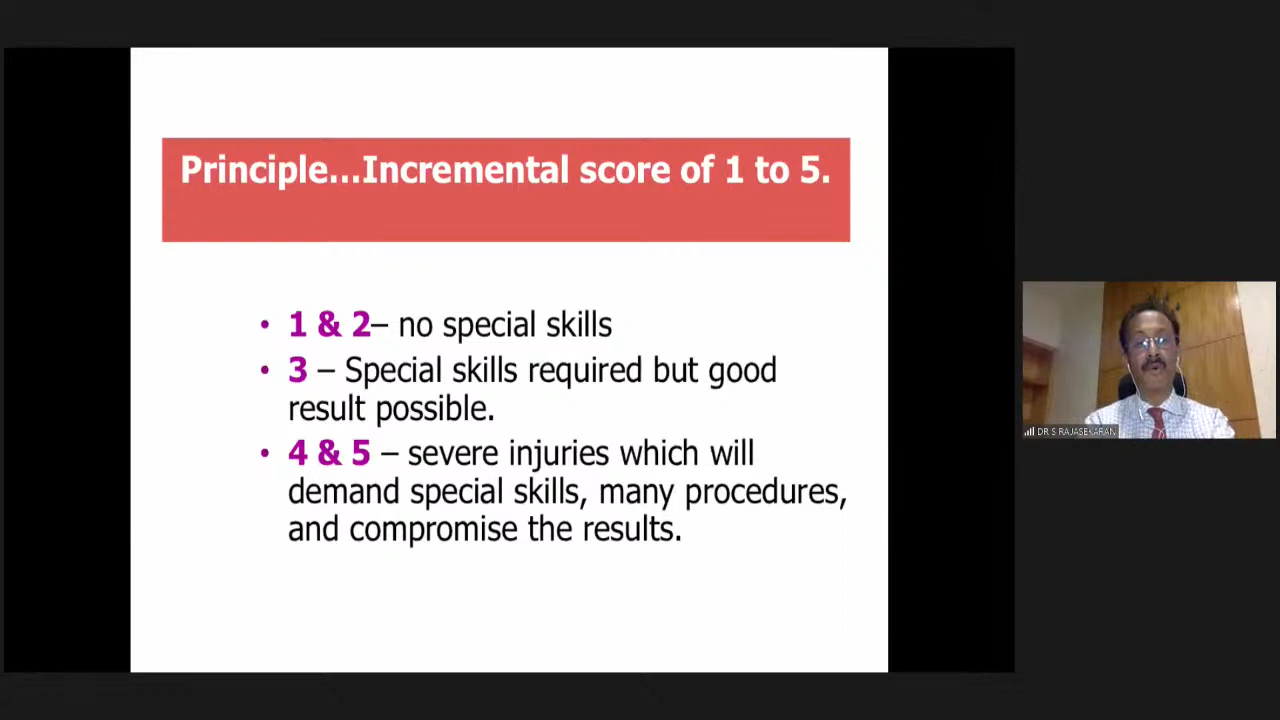 Principle...Incremental score of 1 to 5.
• 1 & 2– no special skills
• 3 – Special skills required but good
result possible.
• 4 & 5 – severe injuries which will
demand special skills, many procedures,
and compromise the results.
DR S RAJASEKARAN